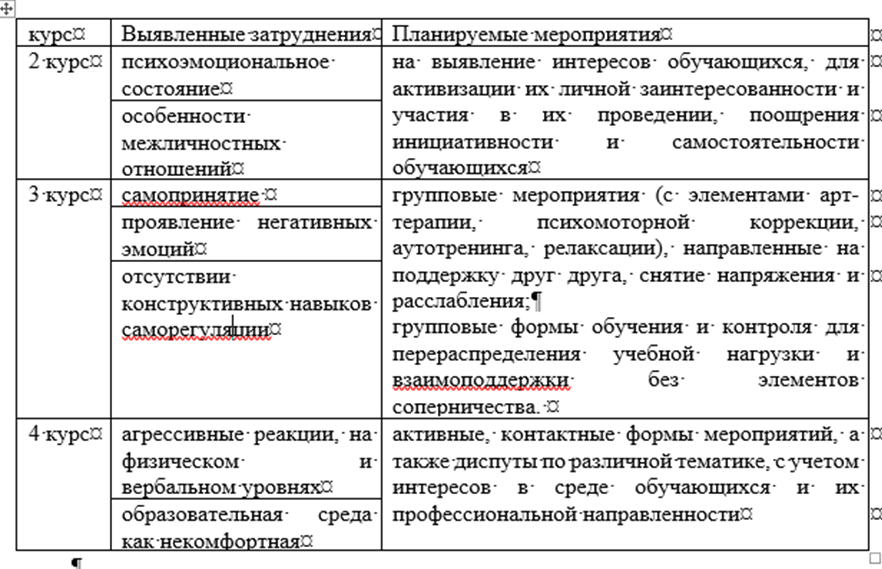 курс Выявленные затруднения Планируемые мероприятия
2 курс
психоэмоциональное
состояние
особенности
межличностных
отношений
на выявление интересов обучающихся, для
активизации их личной заинтересованности и
участия в их проведении, поощрения
инициативности и самостоятельности
обучающихся
3 курс
самопринятие
проявление негативных
эмоций
отсутствии
конструктивных навыков
саморегуляции
групповые мероприятия (с элементами арт-
терапии, психомоторной коррекции,
аутотренинга, релаксации), направленные на
поддержку друг друга, снятие напряжения и
расслабления;
групповые формы обучения и контроля для
перераспределения учебной нагрузки и
взаимоподдержки без элементов
соперничества.
4 курс
агрессивные реакции, на
физическом и
вербальном уровнях
образовательная среда
как некомфортная
активные, контактные формы мероприятий, а
также диспуты по различной тематике, с учетом
интересов в среде обучающихся и их
профессиональной направленности